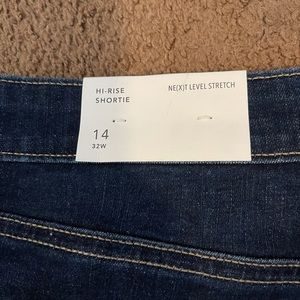 HI-RISE
SHORTIE
NE(X)T LEVEL STRETCH
14
32W